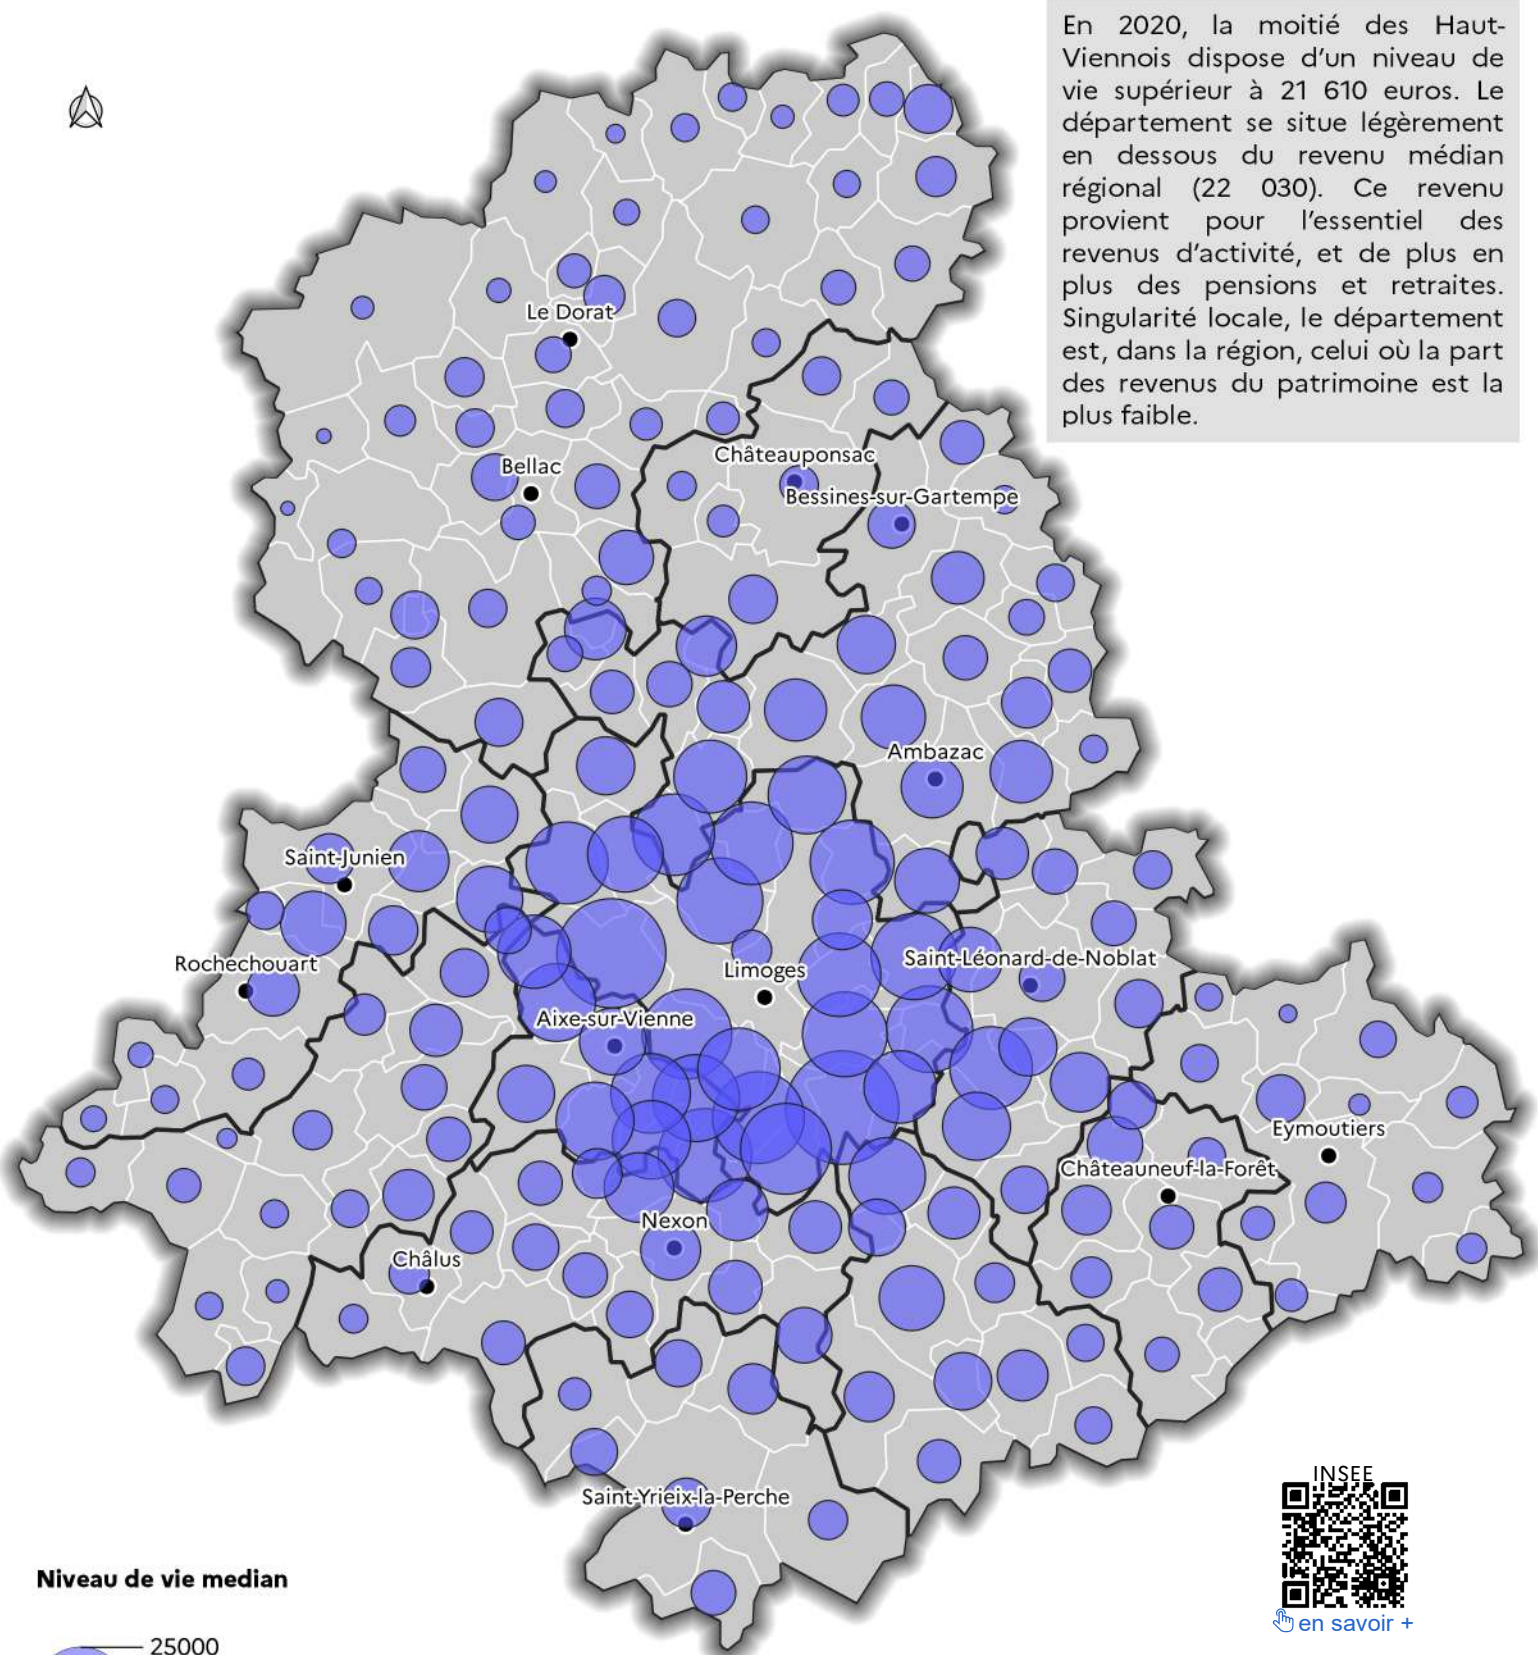 En 2020, la moitié des Haut-
Viennois dispose d'un niveau de
vie supérieur à 21 610 euros. Le
département se situe légèrement
en dessous du revenu médian
régional (22 030). Ce revenu
provient pour l'essentiel des
revenus d'activité, et de plus en
plus des pensions et retraites.
Singularité locale, le département
est, dans la région, celui où la part
des revenus du patrimoine est la
plus faible.
Le Dorat
Châteauponsac
Bellac
Bessines-sur-Gartempe
Ambazac
Saint-Junien
Saint-Léonard-de-Noblat
Rochechouart
Limoges
Aixe-sur-Vienne
Eymoutiers
Châteauneuf-la-Forêt
Nexon
Châlus
Saint-Yrieix-la-Perche
INSEE
en savoir +
Niveau de vie median
25000